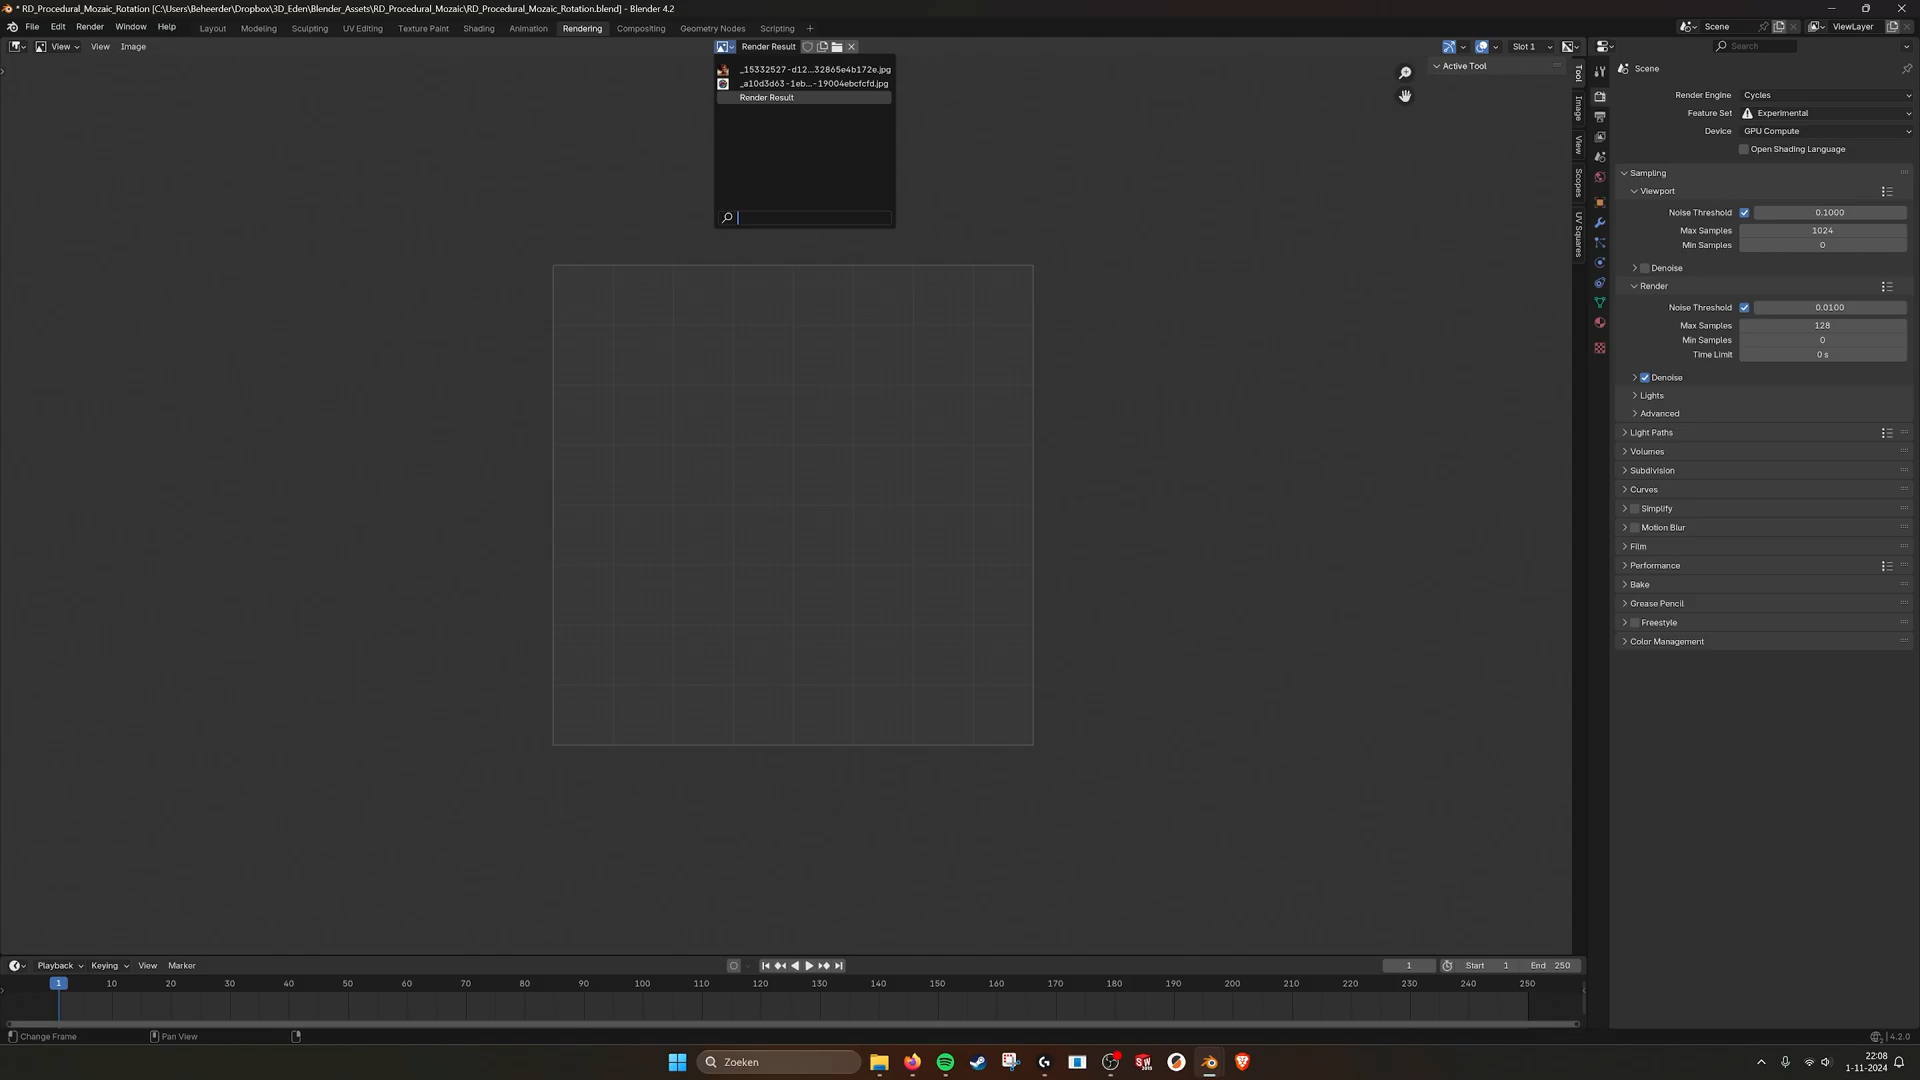 * RD_Procedural_Mozaic_Rotation [C:\Users\Beheerder\Dropbox\3D_Eden\Blender_Assets\RD_Procedural_Mozaic\RD_Procedural_Mozaic_Rotation.blend] - Blender 4.2
File Edit Render Window Help Layout Modeling Sculpting UV Editing Texture Paint Shading Animation Rendering Compositing Geometry Nodes Scripting + Scene ViewLayer
View View Image Render Result Slot 1 Search
_15332527-d12...32865e4b172e.jpg
_a10d3d63-1eb...-19004ebcfcfd.jpg
Render Result
Active Tool
Tool
Image
View
Scopes
UV Squares
Scene
Render Engine Cycles
Feature Set Experimental
Device GPU Compute
Open Shading Language
Sampling
Viewport
Noise Threshold 0.1000
Max Samples 1024
Min Samples 0
Denoise
Render
Noise Threshold 0.0100
Max Samples 128
Min Samples 0
Time Limit 0 s
Denoise
Lights
Advanced
Light Paths
Volumes
Subdivision
Curves
Simplify
Motion Blur
Film
Performance
Bake
Grease Pencil
Freestyle
Color Management
Playback Keying View Marker 1 Start 1 End 250
1 10 20 30 40 50 60 70 80 90 100 110 120 130 140 150 160 170 180 190 200 210 220 230 240 250
Change Frame Pan View 4.2.0
Zoeken
SW
2019
22:08
1-11-2024